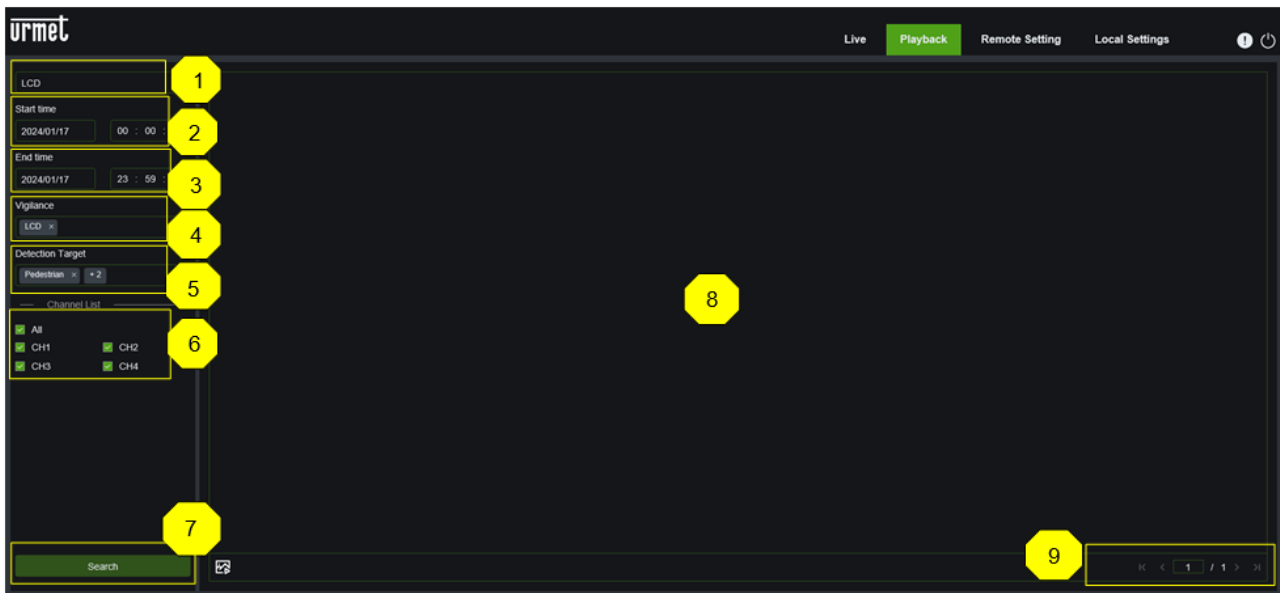 urmet
Live Playback Remote Setting Local Settings
LCD
1
Start time
2024/01/17 00 : 00 :
2
End time
2024/01/17 23 : 59 :
3
Vigilance
LCD ×
4
Detection Target
Pedestrian × + 2
5
Channel List
All
CH1 CH2
6
CH3 CH4
8
7
Search
9
1 / 1